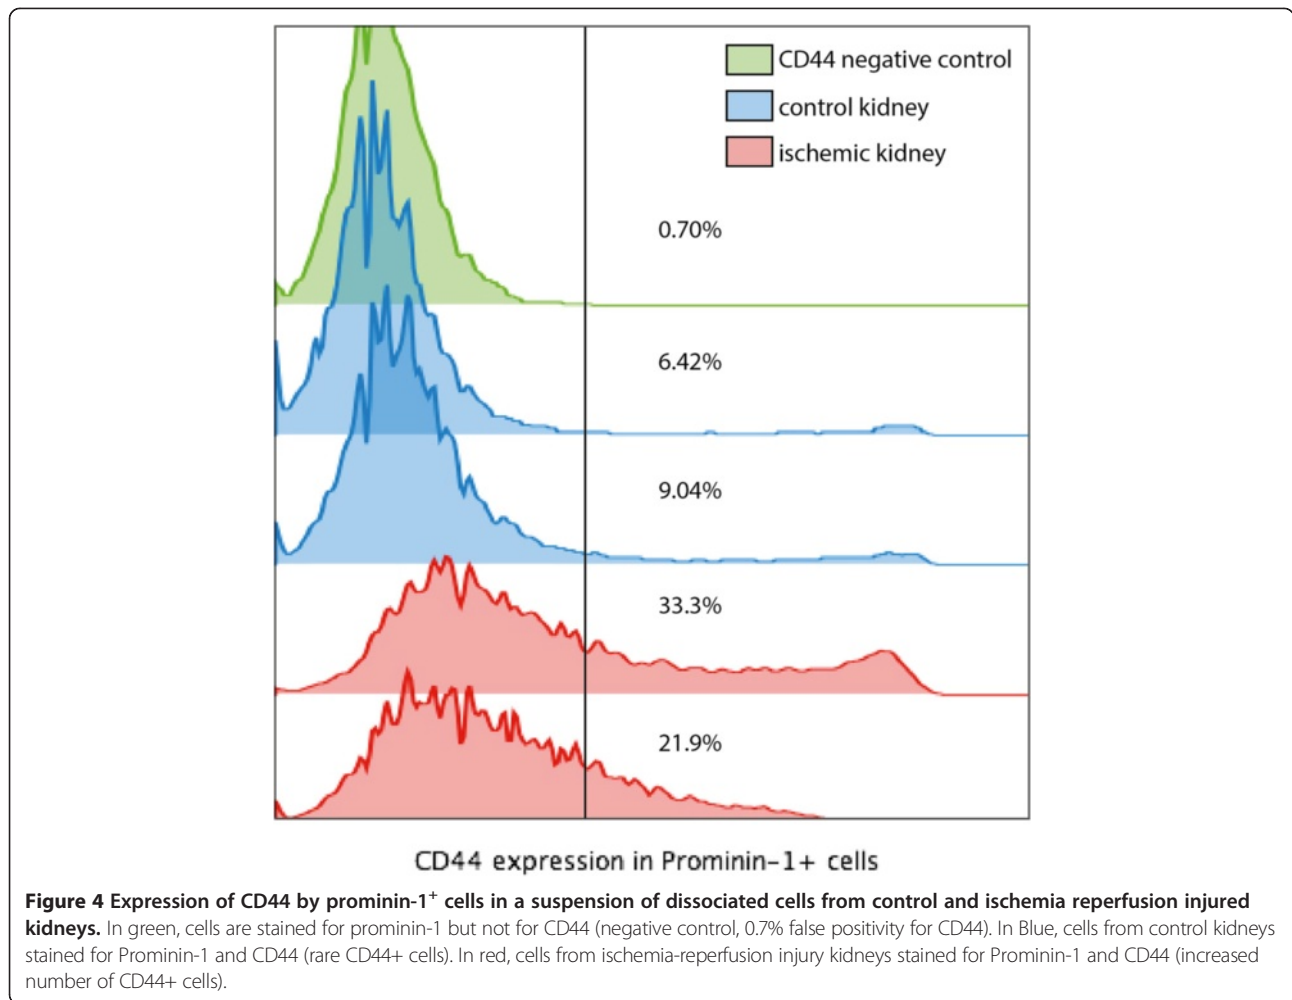 CD44 negative control
control kidney
ischemic kidney
0.70%
6.42%
9.04%
33.3%
21.9%
CD44 expression in Prominin-1+ cells
Figure 4 Expression of CD44 by prominin-1⁺ cells in a suspension of dissociated cells from control and ischemia reperfusion injured
kidneys. In green, cells are stained for prominin-1 but not for CD44 (negative control, 0.7% false positivity for CD44). In Blue, cells from control kidneys
stained for Prominin-1 and CD44 (rare CD44+ cells). In red, cells from ischemia-reperfusion injury kidneys stained for Prominin-1 and CD44 (increased
number of CD44+ cells).